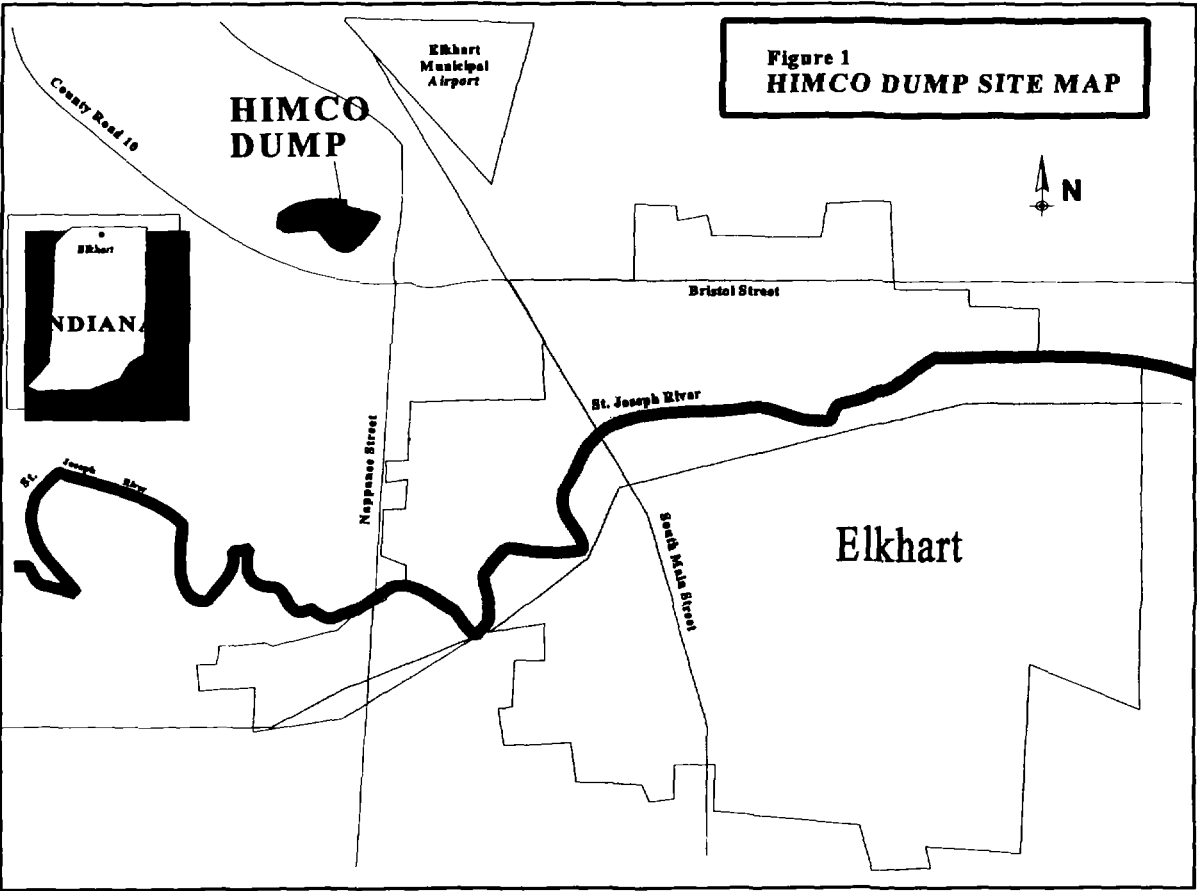 Figure 1
HIMCO DUMP SITE MAP
Elkhart
Municipal
Airport
County Road 10
HIMCO
DUMP
N
Elkhart
NDIANA
Bristol Street
St. Joseph River
Nappanee Street
St. Joseph River
South Main Street
Elkhart